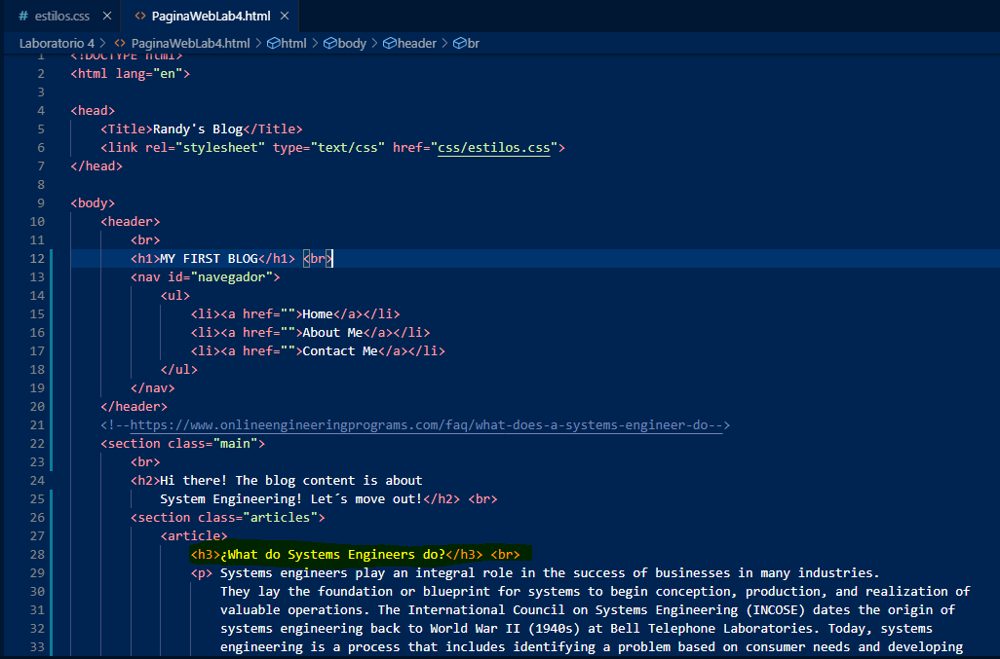 # estilos.css × <> PaginaWebLab4.html ×
Laboratorio 4 > <> PaginaWebLab4.html > html > body > header > br
1 <!DOCTYPE html>
2 <html lang="en">
3
4 <head>
5 <Title>Randy's Blog</Title>
6 <link rel="stylesheet" type="text/css" href="css/estilos.css">
7 </head>
8
9 <body>
10 <header>
11 <br>
12 <h1>MY FIRST BLOG</h1> <br>
13 <nav id="navegador">
14 <ul>
15 <li><a href="">Home</a></li>
16 <li><a href="">About Me</a></li>
17 <li><a href="">Contact Me</a></li>
18 </ul>
19 </nav>
20 </header>
21 <!--https://www.onlineengineeringprograms.com/faq/what-does-a-systems-engineer-do-->
22 <section class="main">
23 <br>
24 <h2>Hi there! The blog content is about
25 System Engineering! Let´s move out!</h2> <br>
26 <section class="articles">
27 <article>
28 <h3>¿What do Systems Engineers do?</h3> <br>
29 <p> Systems engineers play an integral role in the success of businesses in many industries.
30 They lay the foundation or blueprint for systems to begin conception, production, and realization of
31 valuable operations. The International Council on Systems Engineering (INCOSE) dates the origin of
32 systems engineering back to World War II (1940s) at Bell Telephone Laboratories. Today, systems
33 engineering is a process that includes identifying a problem based on consumer needs and developing